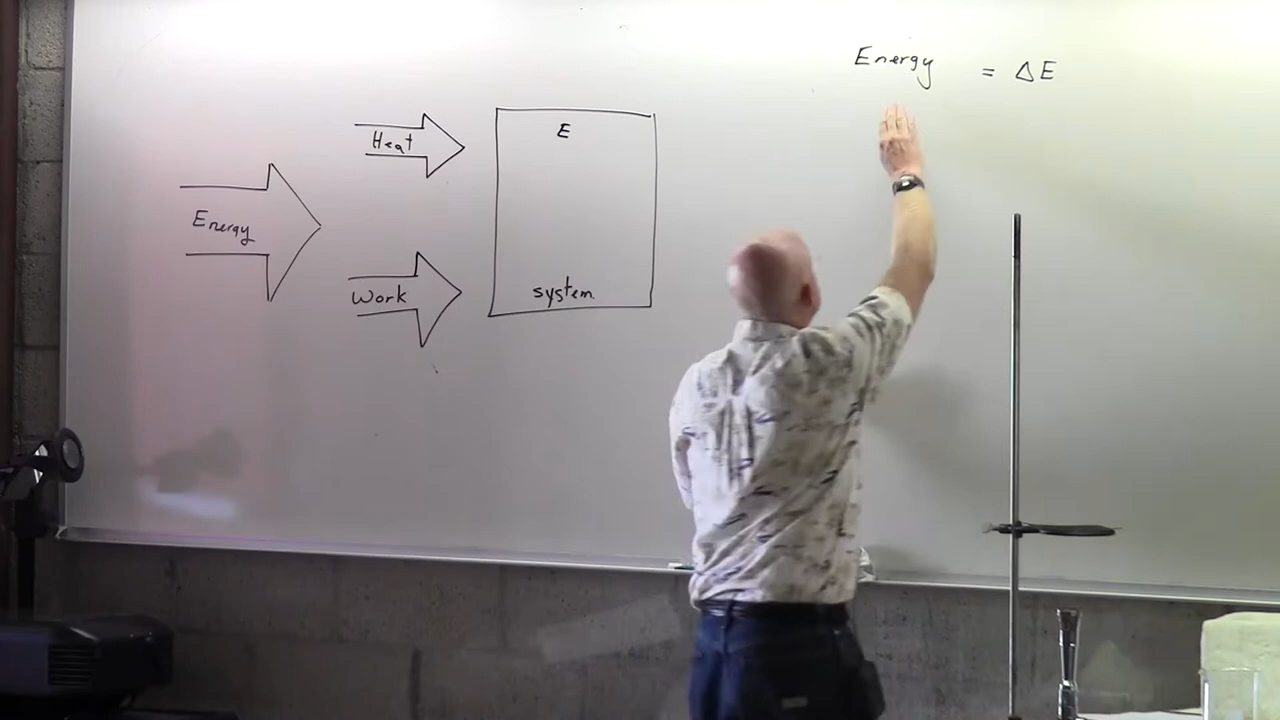 Energy = ΔE
Heat
E
Energy
Work
system